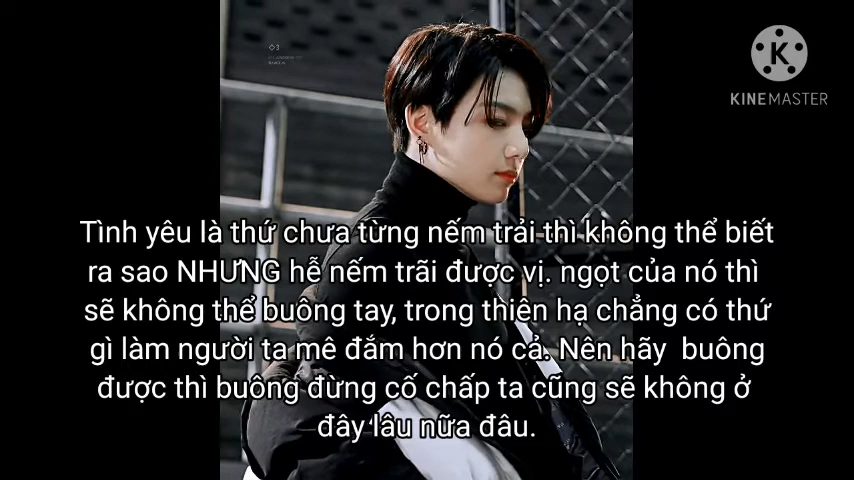 KINEMASTER
Tình yêu là thứ chưa từng nếm trải thì không thể biết
ra sao NHƯNG hễ nếm trãi được vị. ngọt của nó thì
sẽ không thể buông tay, trong thiên hạ chẳng có thứ
gì làm người ta mê đắm hơn nó cả. Nên hãy  buông
được thì buông đừng cố chấp ta cũng sẽ không ở
đây lâu nữa đâu.